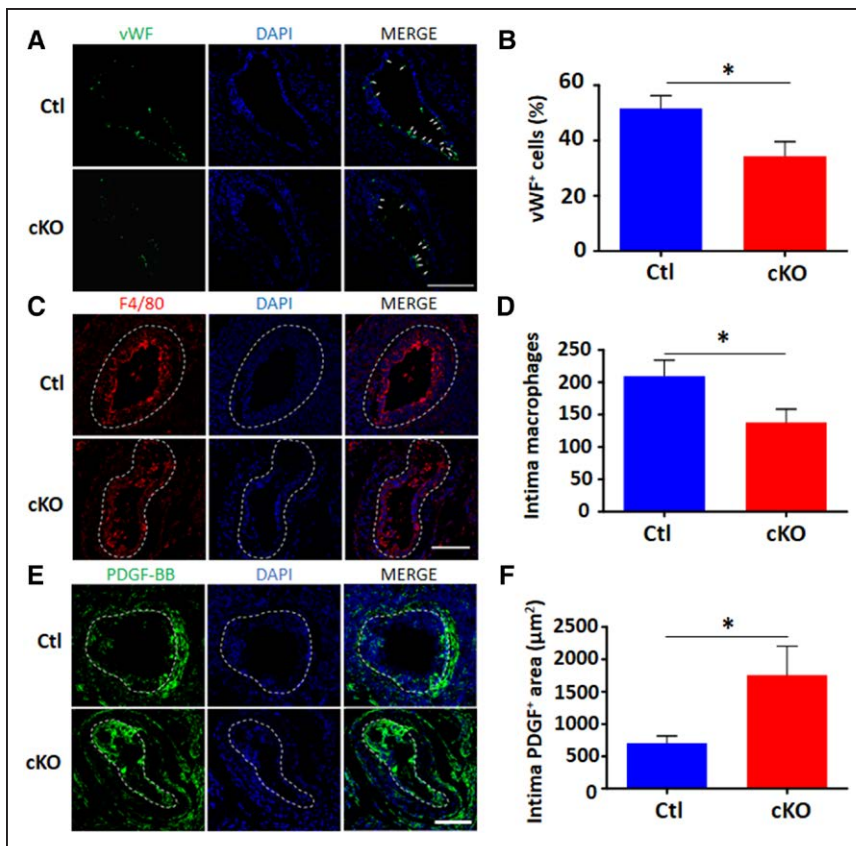 A
vWF DAPI MERGE
Ctl
cKO
B
*
vWF⁺ cells (%)
60
40
20
0
Ctl cKO
C
F4/80 DAPI MERGE
Ctl
cKO
D
*
Intima macrophages
250
200
150
100
50
0
Ctl cKO
E
PDGF-BB DAPI MERGE
Ctl
cKO
F
*
Intima PDGF⁺ area (µm²)
2500
2000
1500
1000
500
0
Ctl cKO